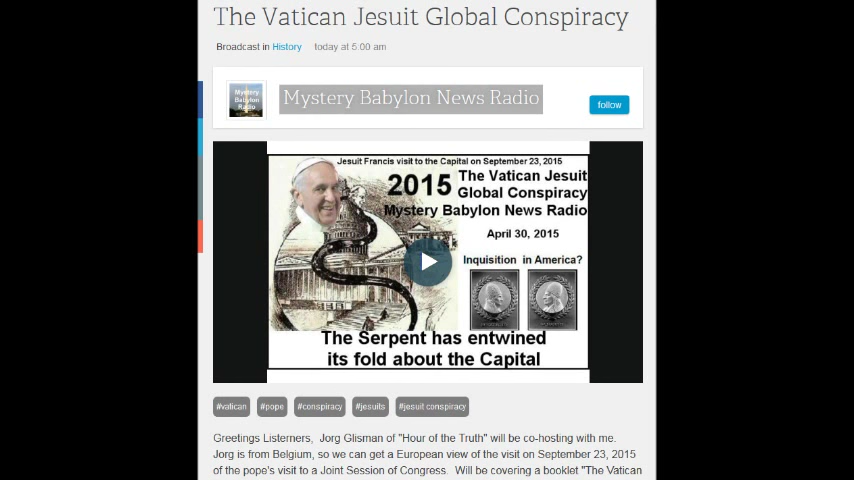 The Vatican Jesuit Global Conspiracy
Broadcast in History today at 5:00 am
Mystery
Babylon
Radio
Mystery Babylon News Radio
follow
Jesuit Francis visit to the Capital on September 23, 2015
2015
The Vatican Jesuit
Global Conspiracy
Mystery Babylon News Radio
April 30, 2015
Inquisition in America?
The Serpent has entwined
its fold about the Capital
#vatican #pope #conspiracy #jesuits #jesuit conspiracy
Greetings Listerners, Jorg Glisman of "Hour of the Truth" will be co-hosting with me.
Jorg is from Belgium, so we can get a European view of the visit on September 23, 2015
of the pope's visit to a Joint Session of Congress. Will be covering a booklet "The Vatican